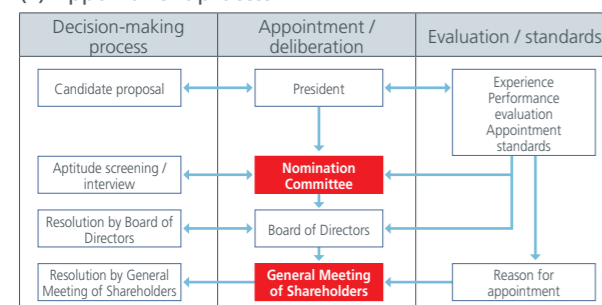 Decision-making
process
Appointment /
deliberation
Evaluation / standards
Candidate proposal
President
Experience
Performance
evaluation
Appointment
standards
Aptitude screening /
interview
Nomination
Committee
Resolution by Board of
Directors
Board of Directors
Resolution by General
Meeting of Shareholders
General Meeting
of Shareholders
Reason for
appointment